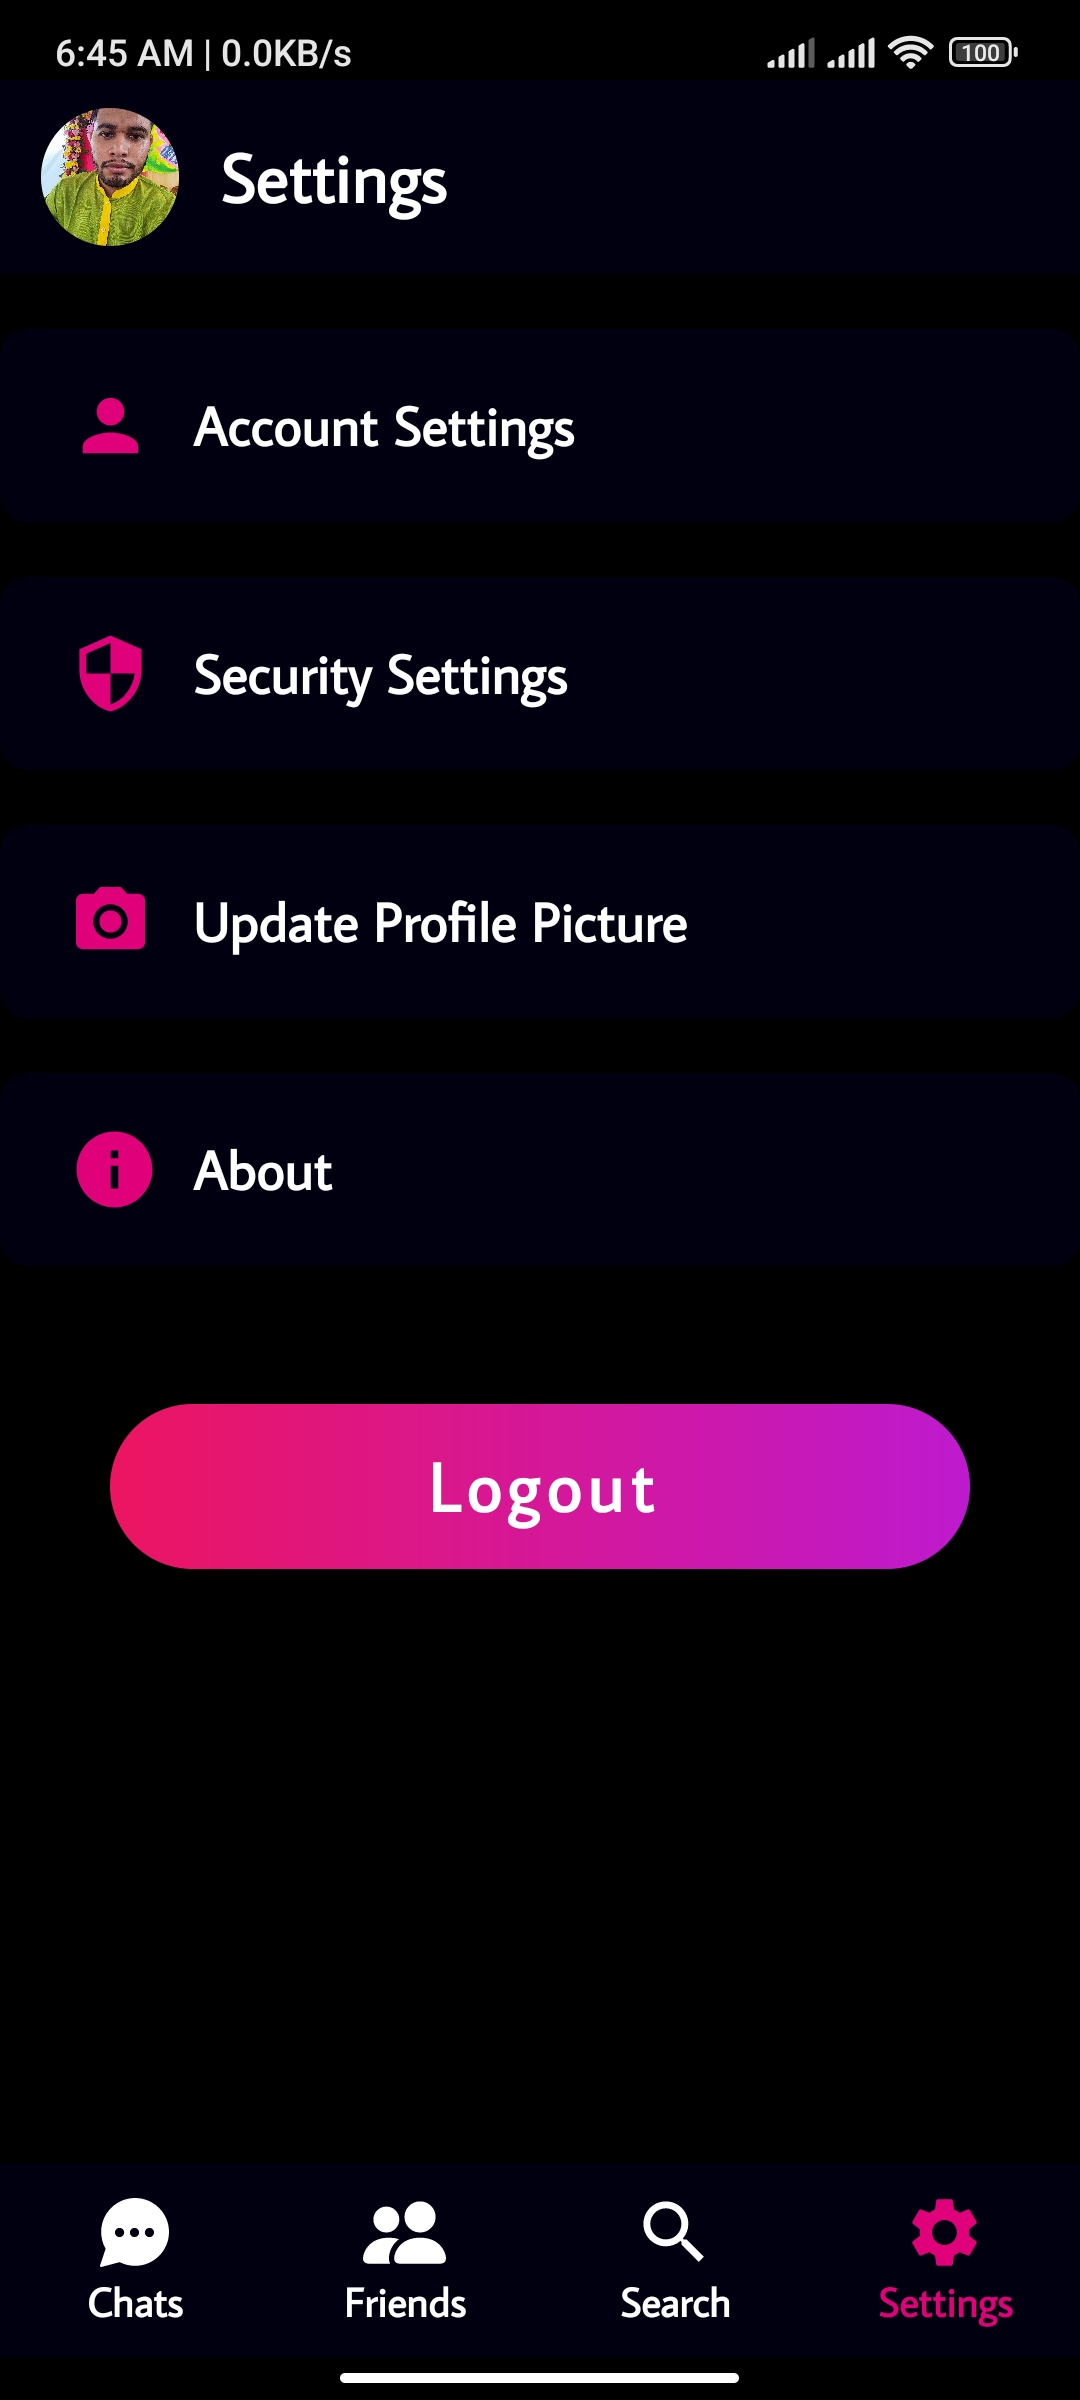 6:45 AM | 0.0KB/s 100
Settings
Account Settings
Security Settings
Update Profile Picture
About
Logout
Chats Friends Search Settings